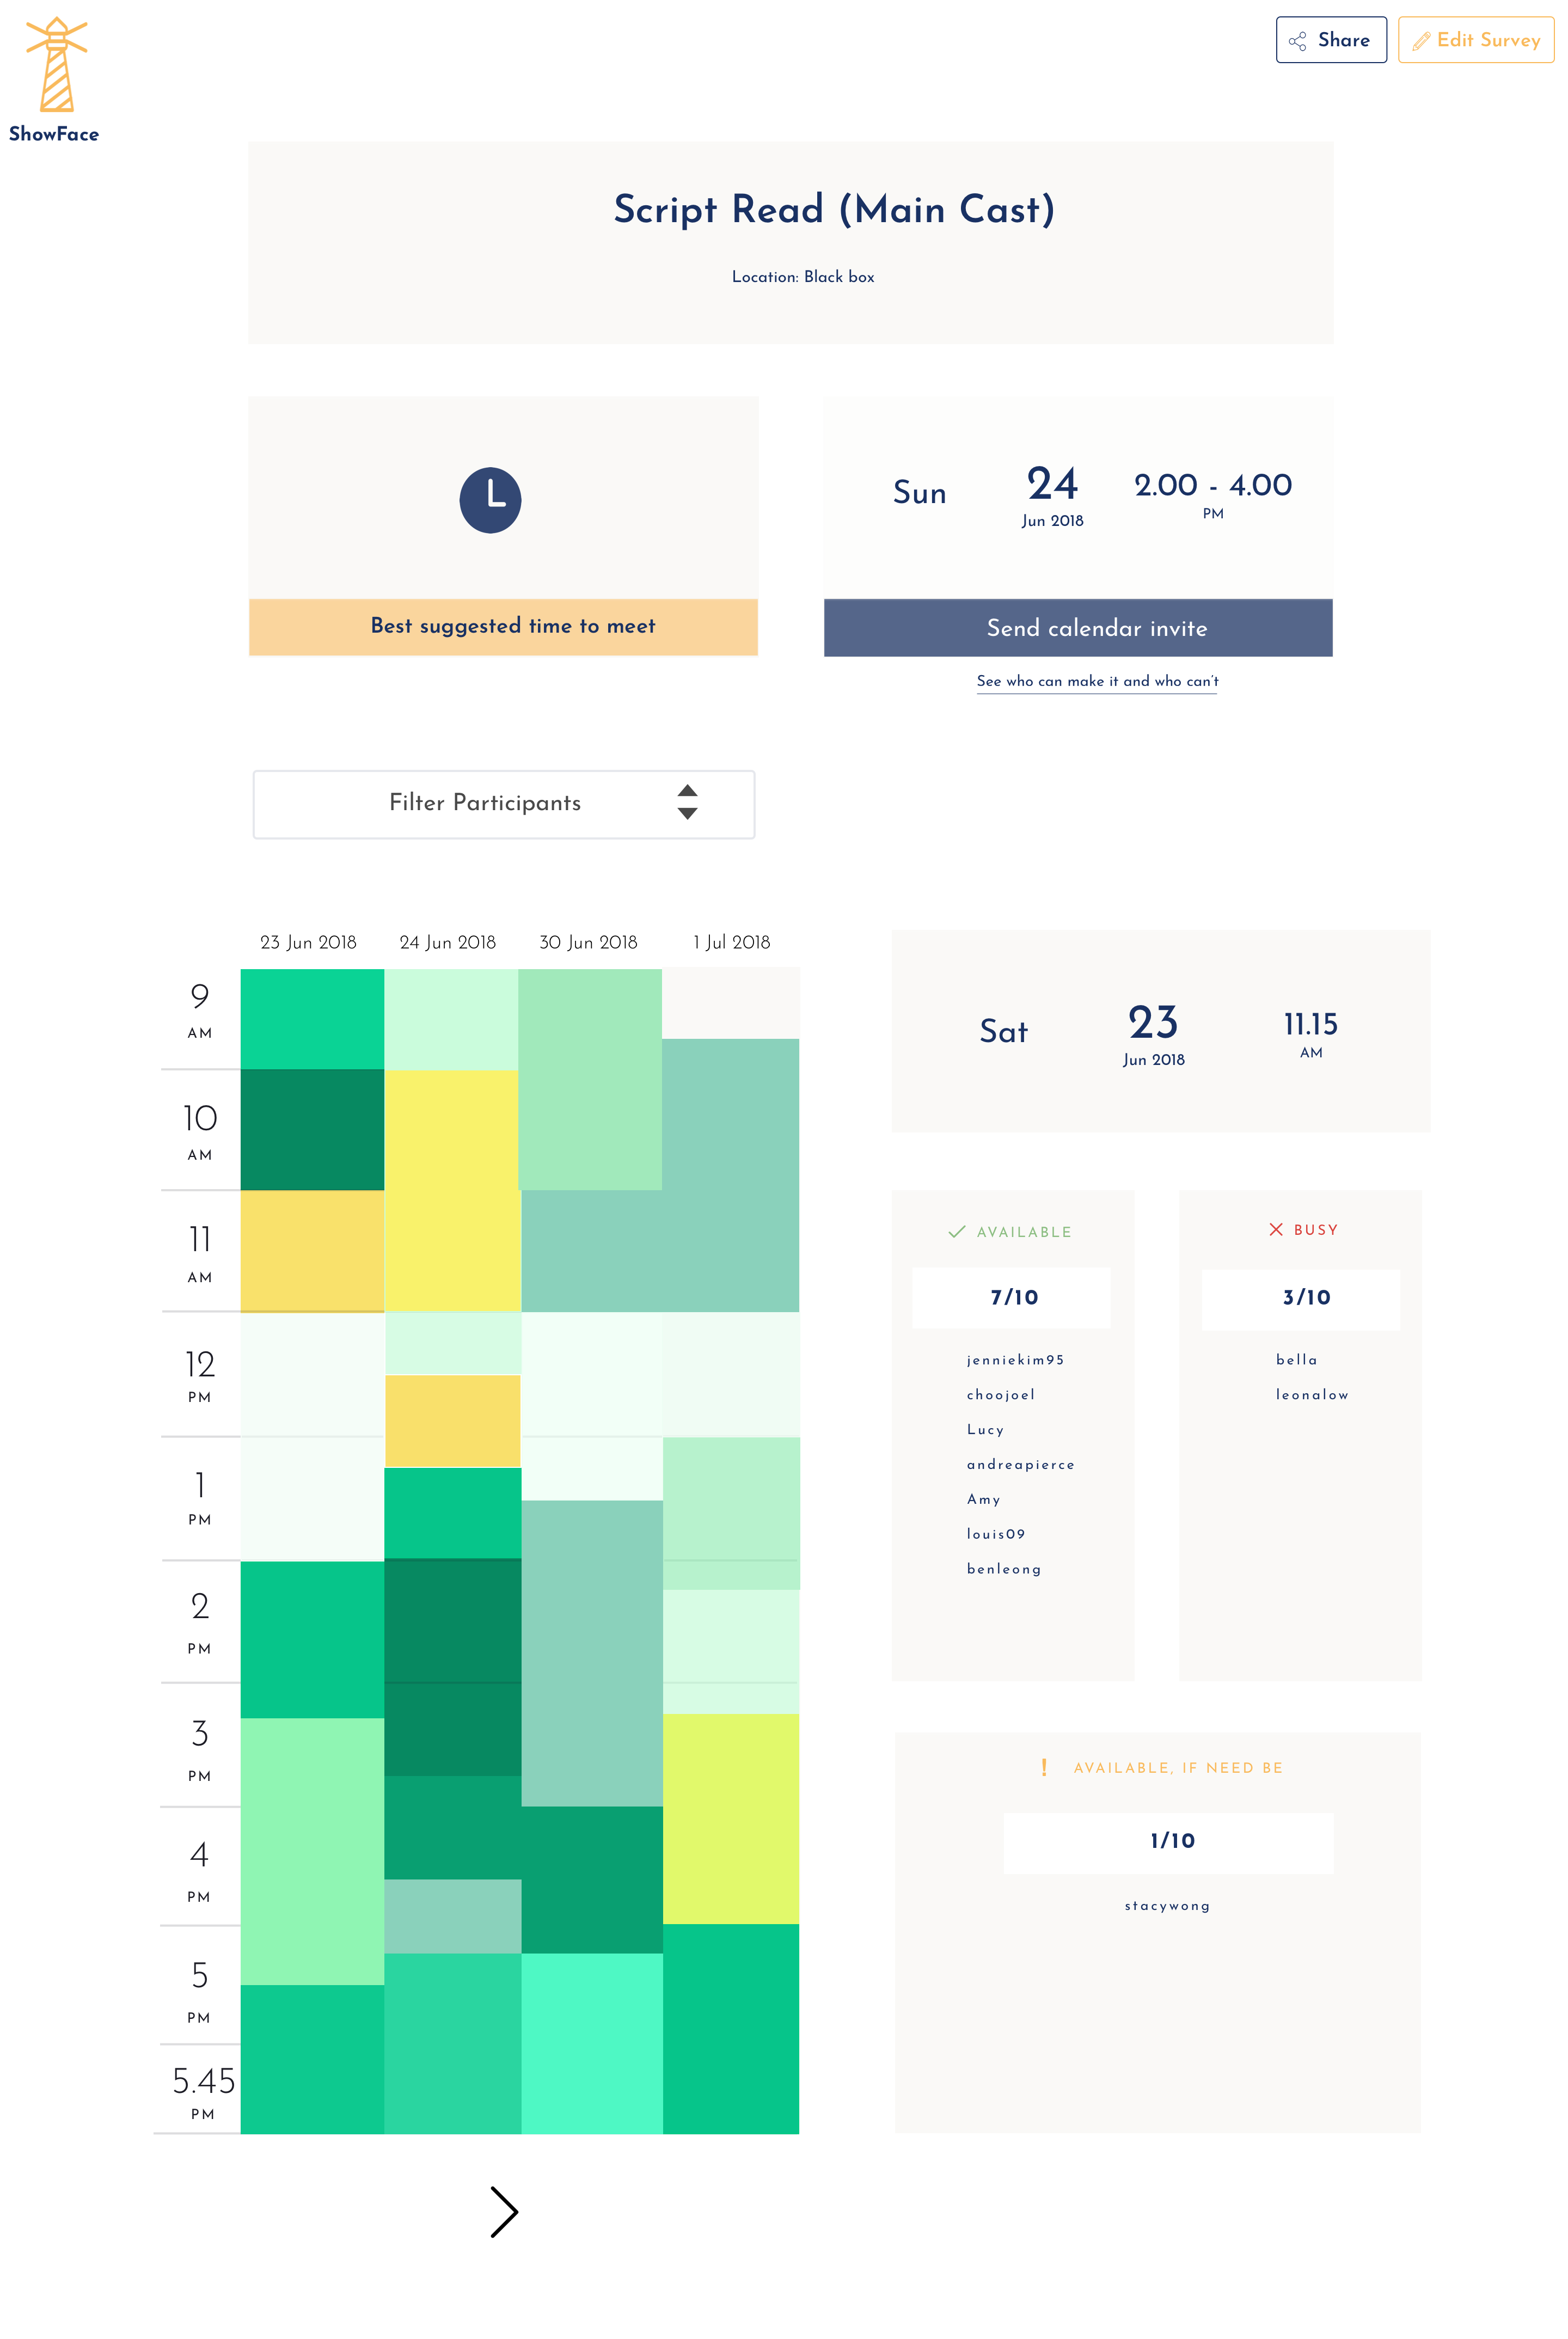 Share
Edit Survey
ShowFace
Script Read (Main Cast)
Location: Black box
Best suggested time to meet
Sun
24
Jun 2018
2.00 - 4.00
PM
Send calendar invite
See who can make it and who can't
Filter Participants
23 Jun 2018
24 Jun 2018
30 Jun 2018
1 Jul 2018
9
AM
10
AM
11
AM
12
PM
1
PM
2
PM
3
PM
4
PM
5
PM
5.45
PM
Sat
23
Jun 2018
11.15
AM
AVAILABLE
7/10
jenniekim95
choojoel
Lucy
andreapierce
Amy
louis09
benleong
BUSY
3/10
bella
leonalow
! AVAILABLE, IF NEED BE
1/10
stacywong